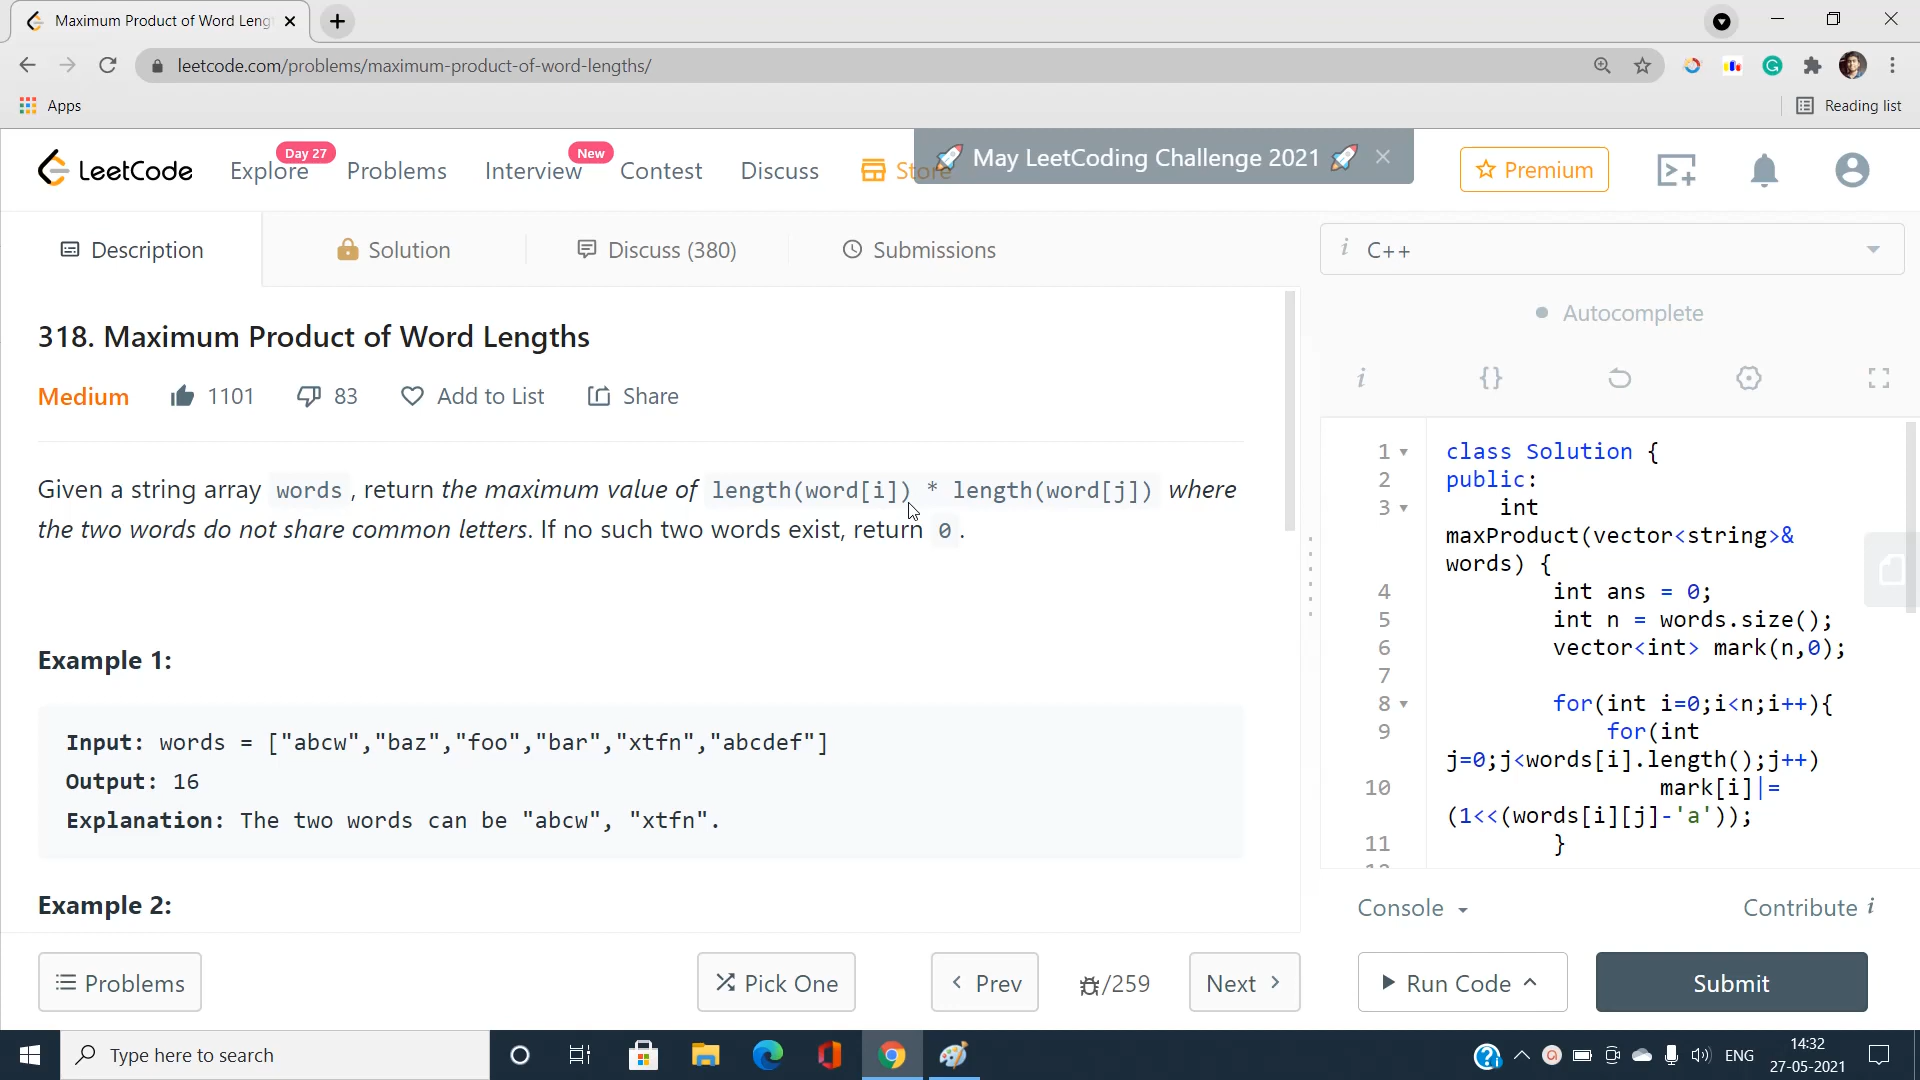 Maximum Product of Word Leng
leetcode.com/problems/maximum-product-of-word-lengths/
Apps
Reading list
LeetCode
Explore
Day 27
Problems
Interview
New
Contest
Discuss
Store
🚀 May LeetCoding Challenge 2021 🚀
Premium
Description
Solution
Discuss (380)
Submissions
318. Maximum Product of Word Lengths
Medium
1101
83
Add to List
Share
Given a string array words , return the maximum value of length(word[i]) * length(word[j]) where
the two words do not share common letters. If no such two words exist, return 0 .
Example 1:
Input: words = ["abcw","baz","foo","bar","xtfn","abcdef"]
Output: 16
Explanation: The two words can be "abcw", "xtfn".
Example 2:
i C++
Autocomplete
i {}
1 class Solution {
2 public:
3 int
maxProduct(vector<string>&
words) {
4 int ans = 0;
5 int n = words.size();
6 vector<int> mark(n,0);
7
8 for(int i=0;i<n;i++){
9 for(int
j=0;j<words[i].length();j++)
10 mark[i]|=
(1<<(words[i][j]-'a'));
11 }
Problems
Pick One
Prev
/259
Next
Console
Contribute i
Run Code
Submit
Type here to search
ENG
14:32
27-05-2021